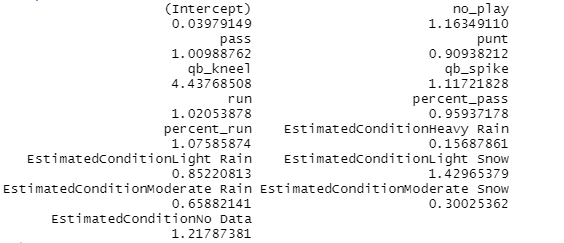 (Intercept) no_play
0.03979149 1.16349110
pass punt
1.00988762 0.90938212
qb_kneel qb_spike
4.43768508 1.11721828
run percent_pass
1.02053878 0.95937178
percent_run EstimatedConditionHeavy Rain
1.07585874 0.15687861
EstimatedConditionLight Rain EstimatedConditionLight Snow
0.85220813 1.42965379
EstimatedConditionModerate Rain EstimatedConditionModerate Snow
0.65882141 0.30025362
EstimatedConditionNo Data
1.21787381